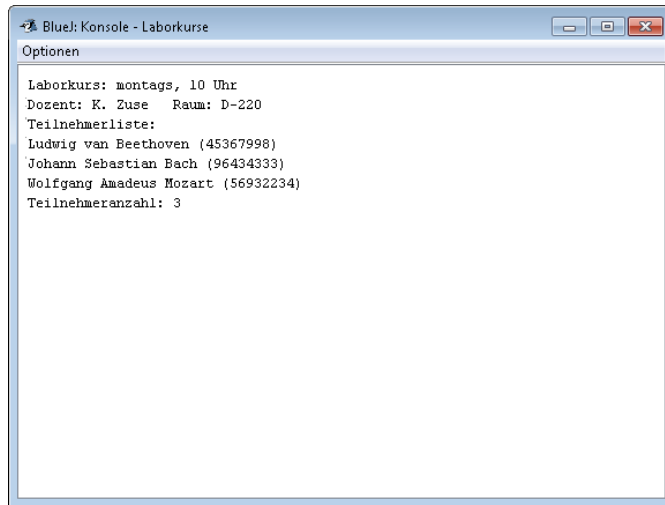 BlueJ: Konsole - Laborkurse
Optionen
Laborkurs: montags, 10 Uhr
Dozent: K. Zuse Raum: D-220
Teilnehmerliste:
Ludwig van Beethoven (45367998)
Johann Sebastian Bach (96434333)
Wolfgang Amadeus Mozart (56932234)
Teilnehmeranzahl: 3